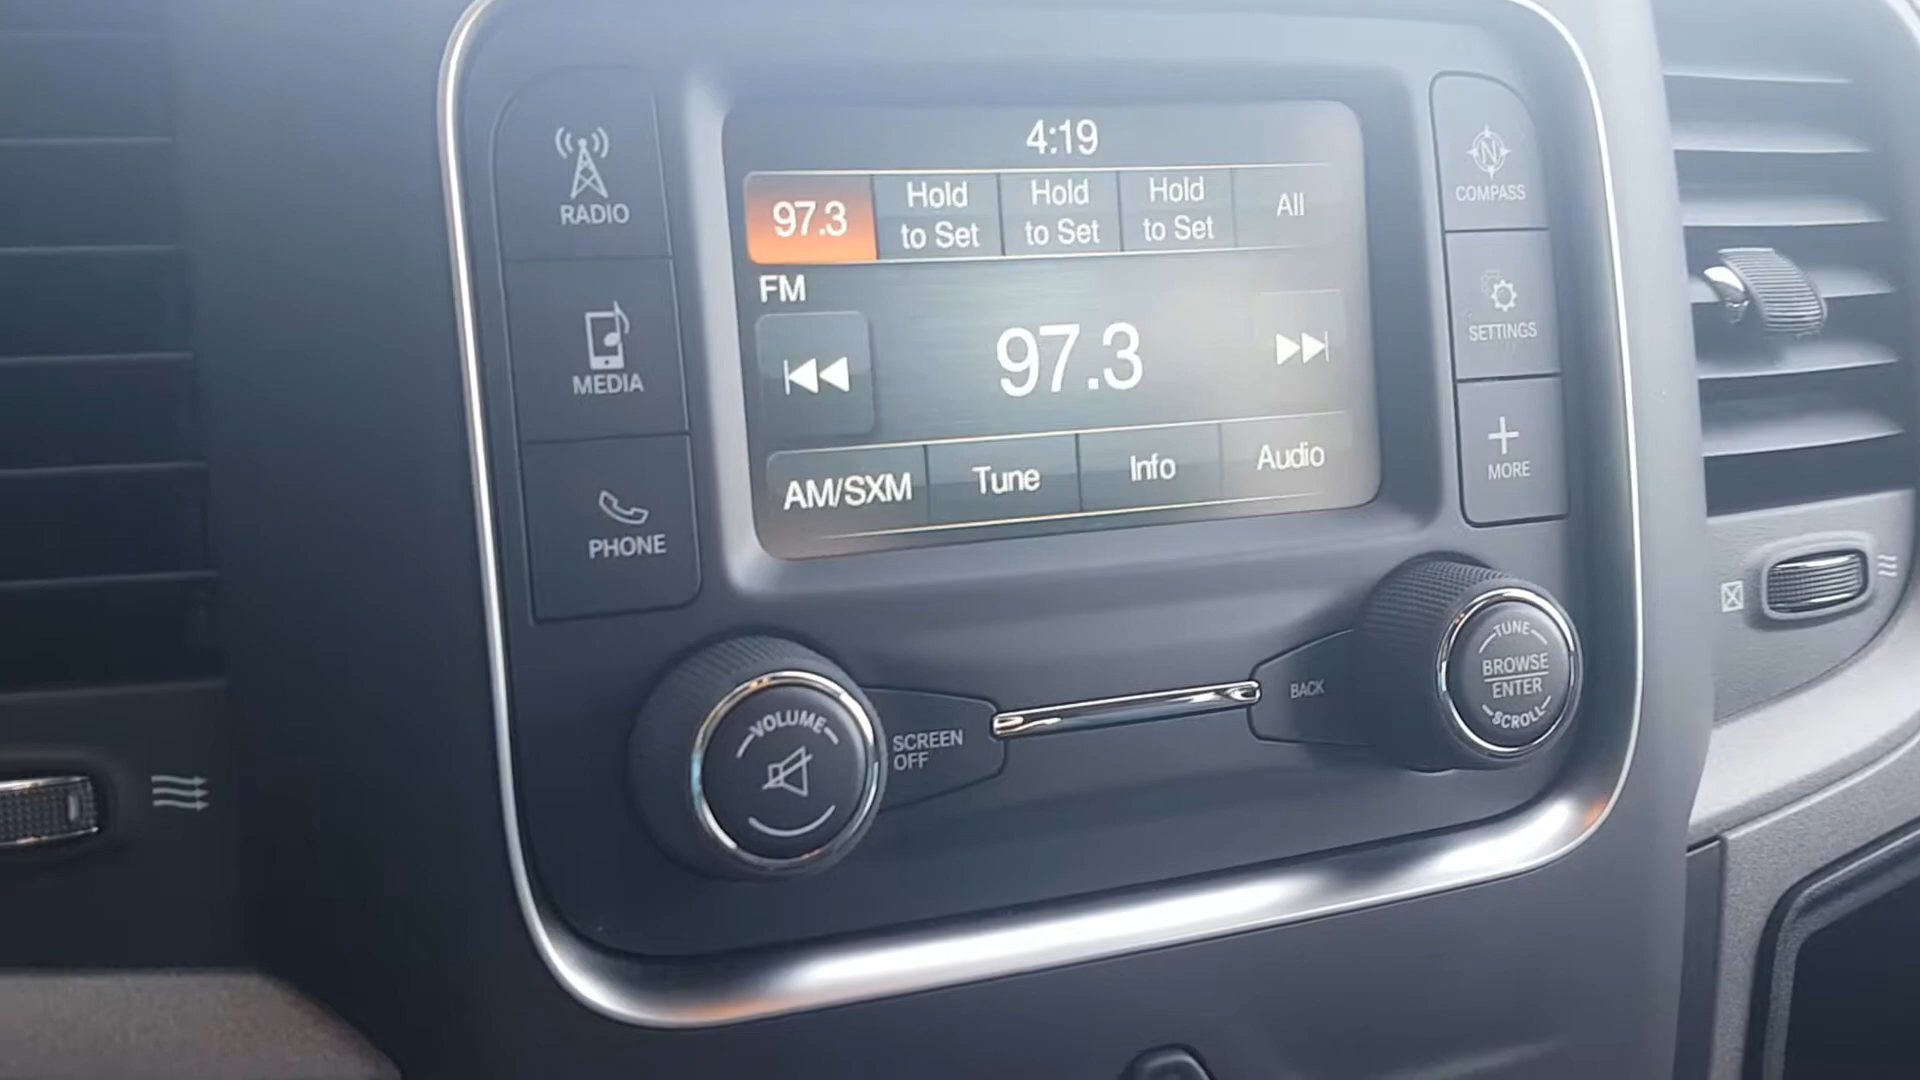 4:19
97.3
Hold
to Set
Hold
to Set
Hold
to Set
All
FM
97.3
AM/SXM
Tune
Info
Audio
RADIO
MEDIA
PHONE
N
COMPASS
SETTINGS
MORE
VOLUME
SCREEN
OFF
BACK
TUNE
BROWSE
ENTER
SCROLL